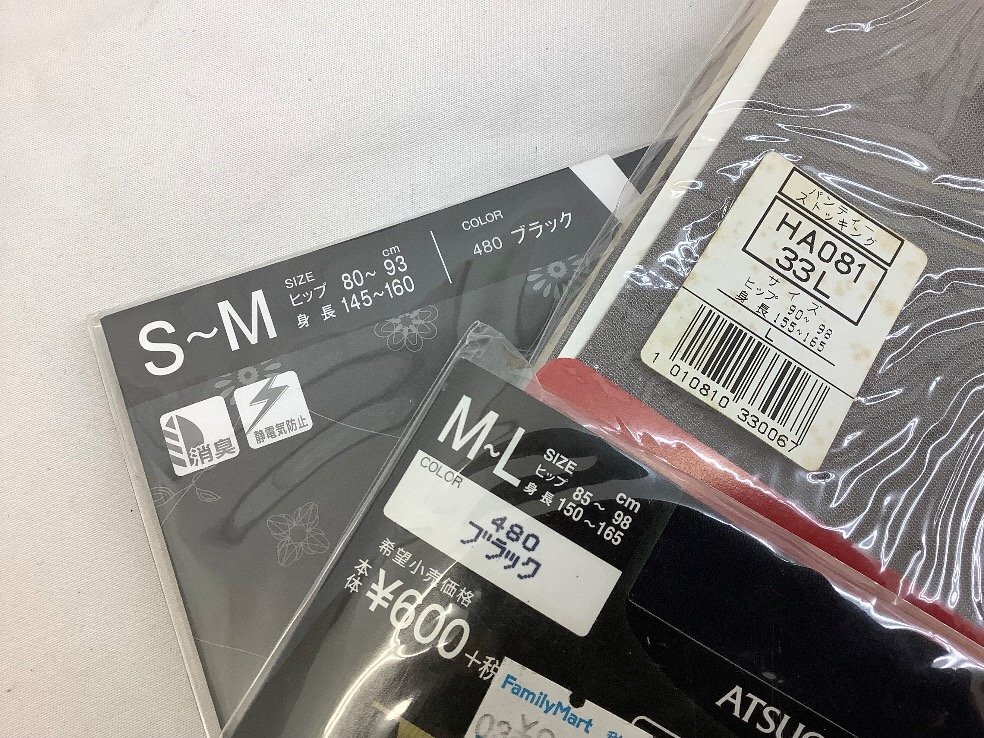 S~M
SIZE
ヒップ 80~93 cm
身長 145~160
COLOR
480 ブラック
消臭
静電気防止
パンティ
ストッキング
HA081
33L
サイズ
ヒップ 90~98
身長 155~165
L
1 010810 330067
M~L
SIZE
ヒップ 85~98 cm
身長 150~165
COLOR
480
ブラック
希望小売価格
本体 ¥600 +税
FamilyMart
ATSUG